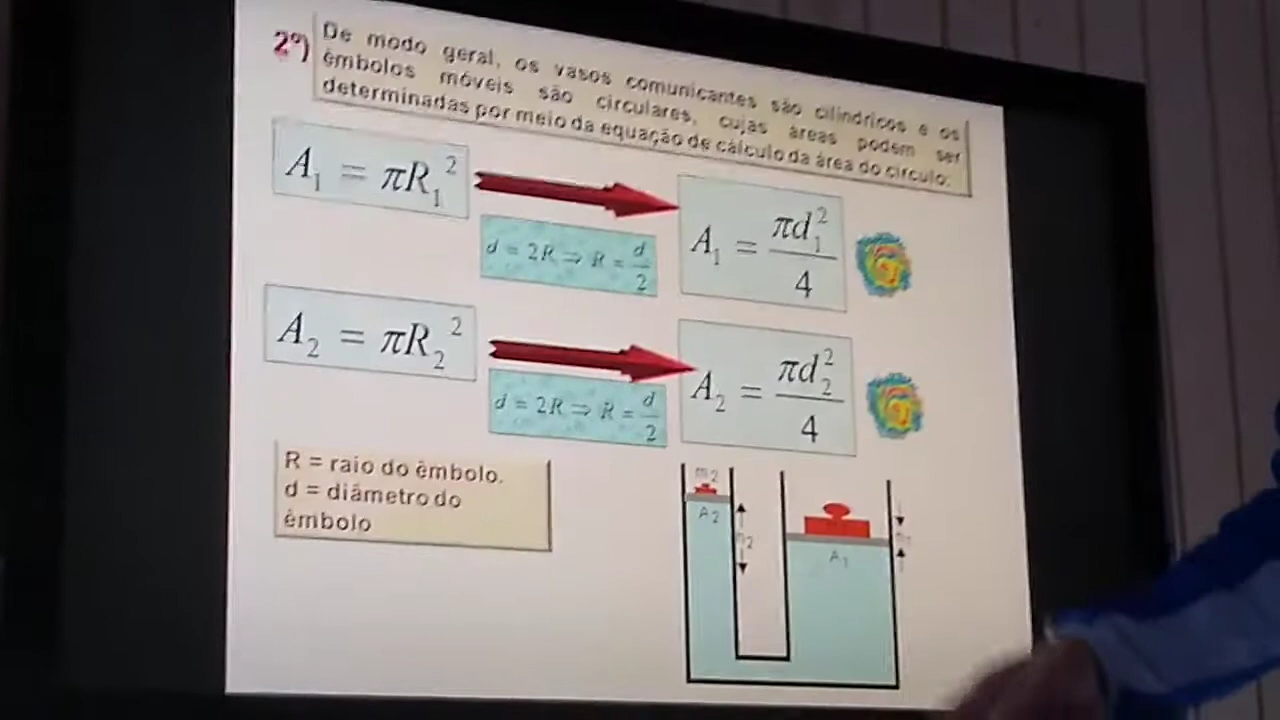 2º)
De modo geral, os vasos comunicantes são cilíndricos e os
êmbolos móveis são circulares, cujas áreas podem ser
determinadas por meio da equação de cálculo da área do círculo:
A₁ = πR₁²
A₁ = πd₁²/4
d = 2R ⇒ R = d/2
A₂ = πR₂²
A₂ = πd₂²/4
d = 2R ⇒ R = d/2
R = raio do êmbolo.
d = diâmetro do
êmbolo
m2
A2
h2
A1